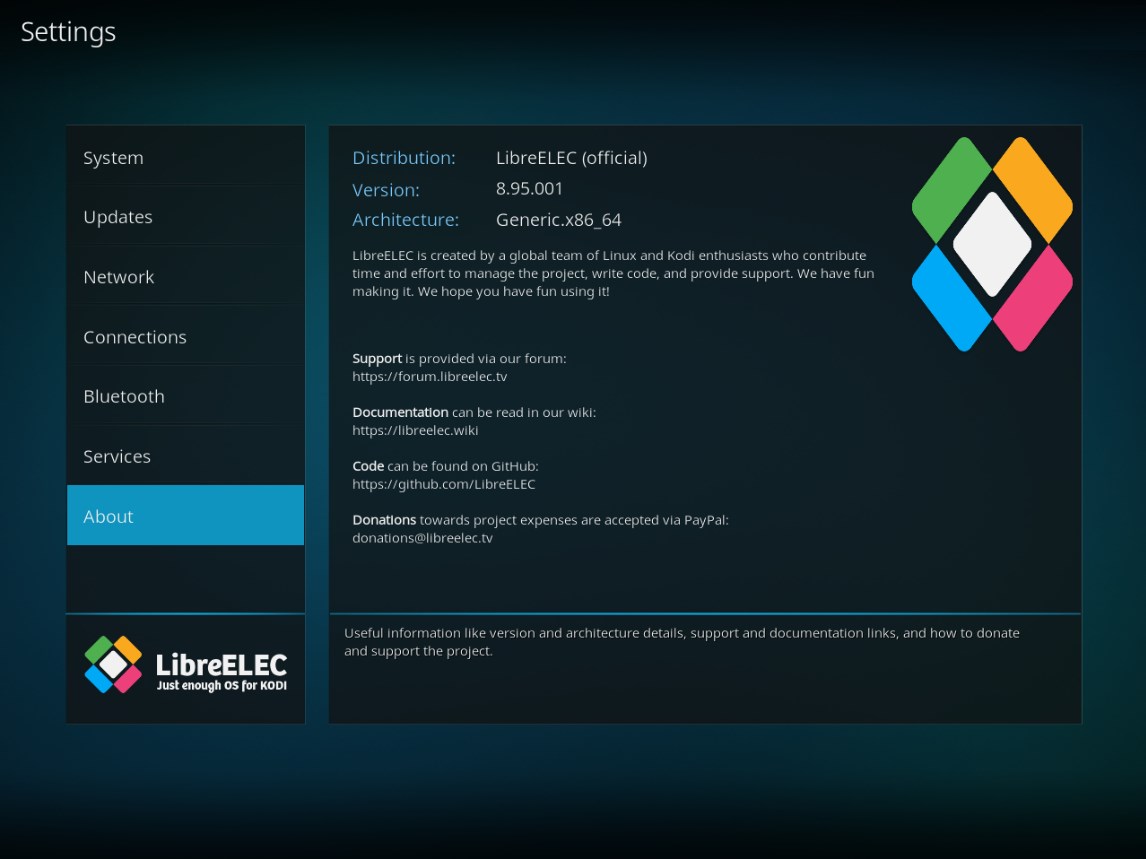 Settings
System
Updates
Network
Connections
Bluetooth
Services
About
LibreELEC
Just enough OS for KODI
Distribution: LibreELEC (official)
Version: 8.95.001
Architecture: Generic.x86_64
LibreELEC is created by a global team of Linux and Kodi enthusiasts who contribute
time and effort to manage the project, write code, and provide support. We have fun
making it. We hope you have fun using it!
Support is provided via our forum:
https://forum.libreelec.tv
Documentation can be read in our wiki:
https://libreelec.wiki
Code can be found on GitHub:
https://github.com/LibreELEC
Donations towards project expenses are accepted via PayPal:
donations@libreelec.tv
Useful information like version and architecture details, support and documentation links, and how to donate
and support the project.